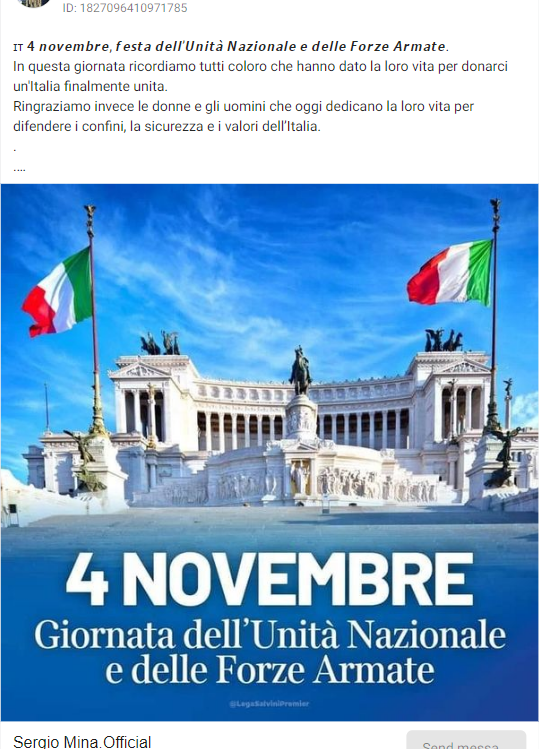 ID: 1827096410971785
IT 4 novembre, festa dell'Unità Nazionale e delle Forze Armate.
In questa giornata ricordiamo tutti coloro che hanno dato la loro vita per donarci
un'Italia finalmente unita.
Ringraziamo invece le donne e gli uomini che oggi dedicano la loro vita per
difendere i confini, la sicurezza e i valori dell'Italia.
.
....
4 NOVEMBRE
Giornata dell'Unità Nazionale
e delle Forze Armate
@LegaSalviniPremier
Sergio Mina.Official
Send messa